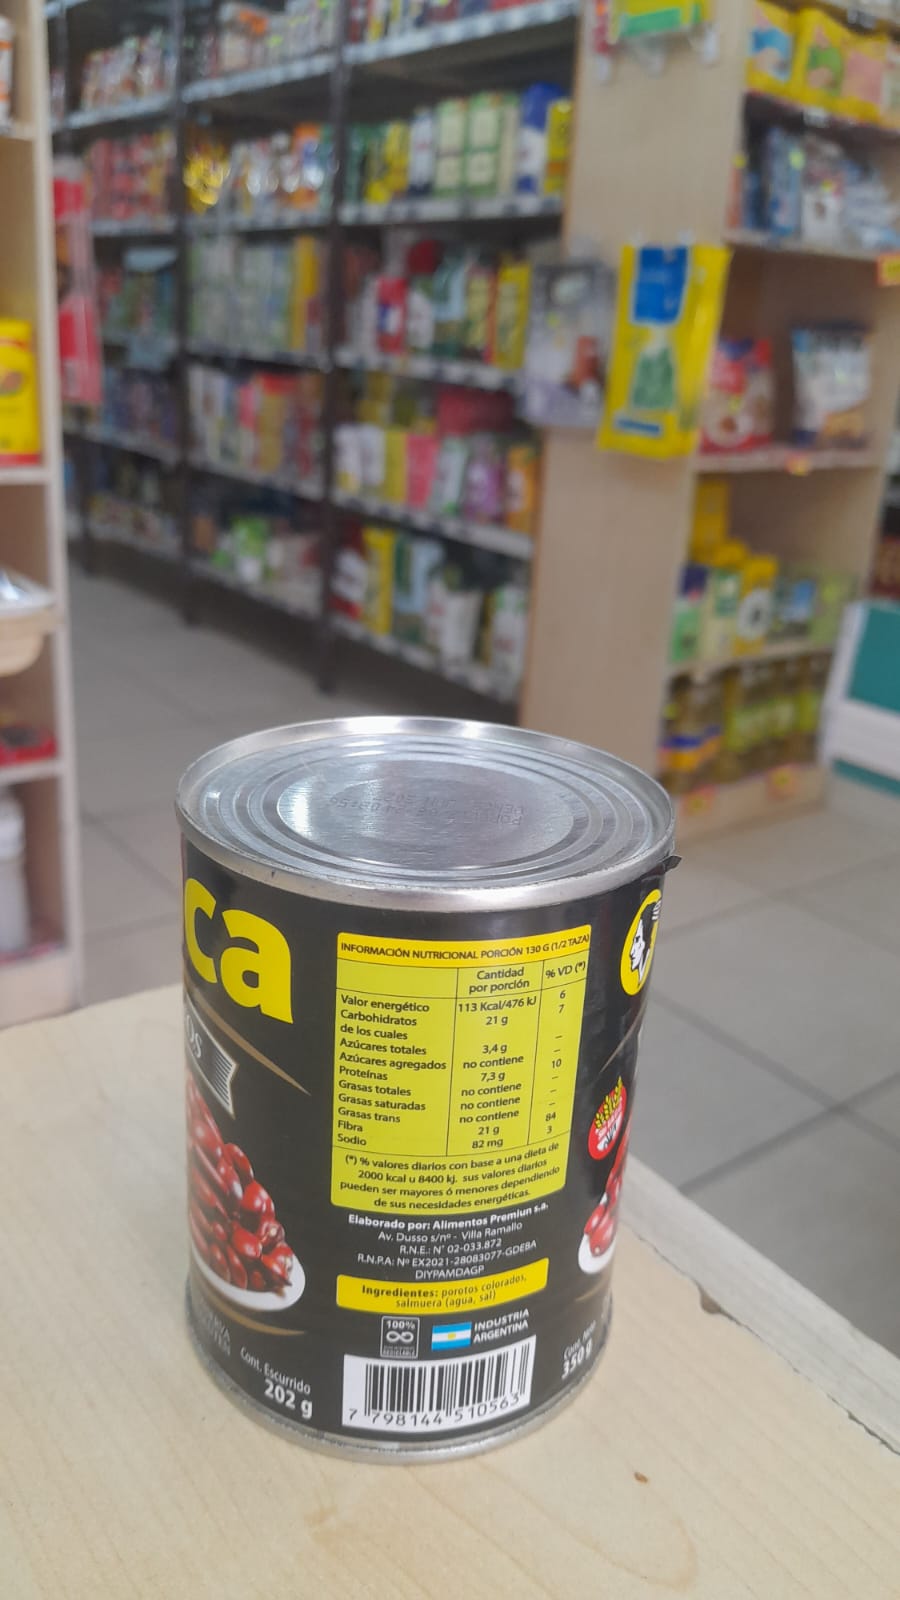 ca
OS
INFORMACIÓN NUTRICIONAL PORCIÓN 130 G (1/2 TAZA)
Cantidad por porción % VD (*)
Valor energético 113 Kcal/476 kJ 6
Carbohidratos 21 g 7
de los cuales
Azúcares totales 3,4 g –
Azúcares agregados no contiene –
Proteínas 7,3 g 10
Grasas totales no contiene –
Grasas saturadas no contiene –
Grasas trans no contiene –
Fibra 21 g 84
Sodio 82 mg 3
(*) % valores diarios con base a una dieta de
2000 kcal u 8400 kj. sus valores diarios
pueden ser mayores ó menores dependiendo
de sus necesidades energéticas.
Elaborado por: Alimentos Premiun s.a.
Av. Dusso s/nº - Villa Ramallo
R.N.E.: N° 02-033.872
R.N.P.A: Nº EX2021-28083077-GDEBA
DIYPAMDAGP
Ingredientes: porotos colorados,
salmuera (agua, sal)
100%
RECICLABLE
INDUSTRIA
ARGENTINA
Cont. Escurrido
202 g
Cont. Neto
350 g
7 798144 510563